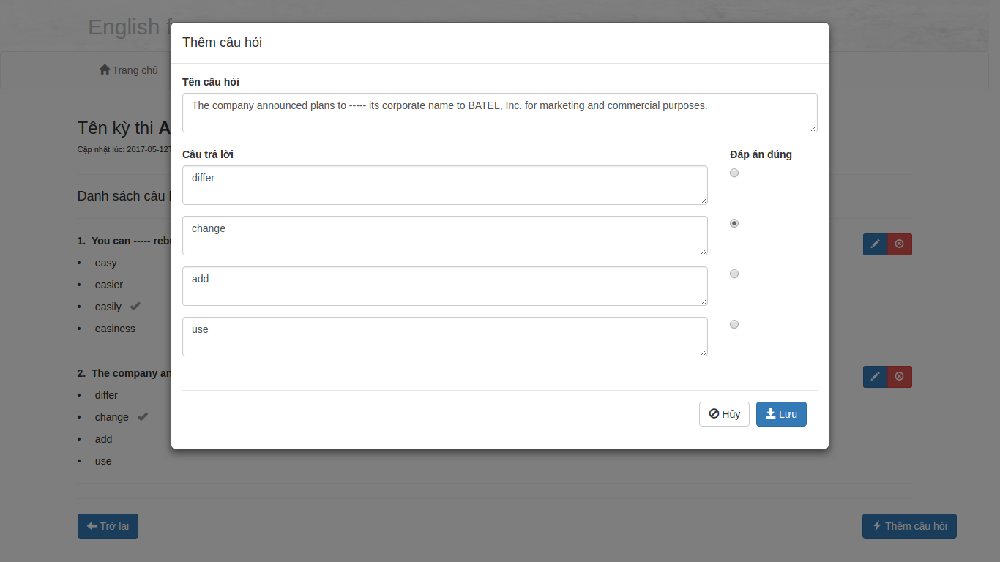 English f
Thêm câu hỏi
Trang chủ
Tên câu hỏi
The company announced plans to ----- its corporate name to BATEL, Inc. for marketing and commercial purposes.
Tên kỳ thi A
Cập nhật lúc: 2017-05-12T
Câu trả lời
Đáp án đúng
differ
change
add
use
Danh sách câu h
1. You can ----- rebu
• easy
• easier
• easily
• easiness
2. The company an
• differ
• change
• add
• use
Hủy
Lưu
Trở lại
Thêm câu hỏi